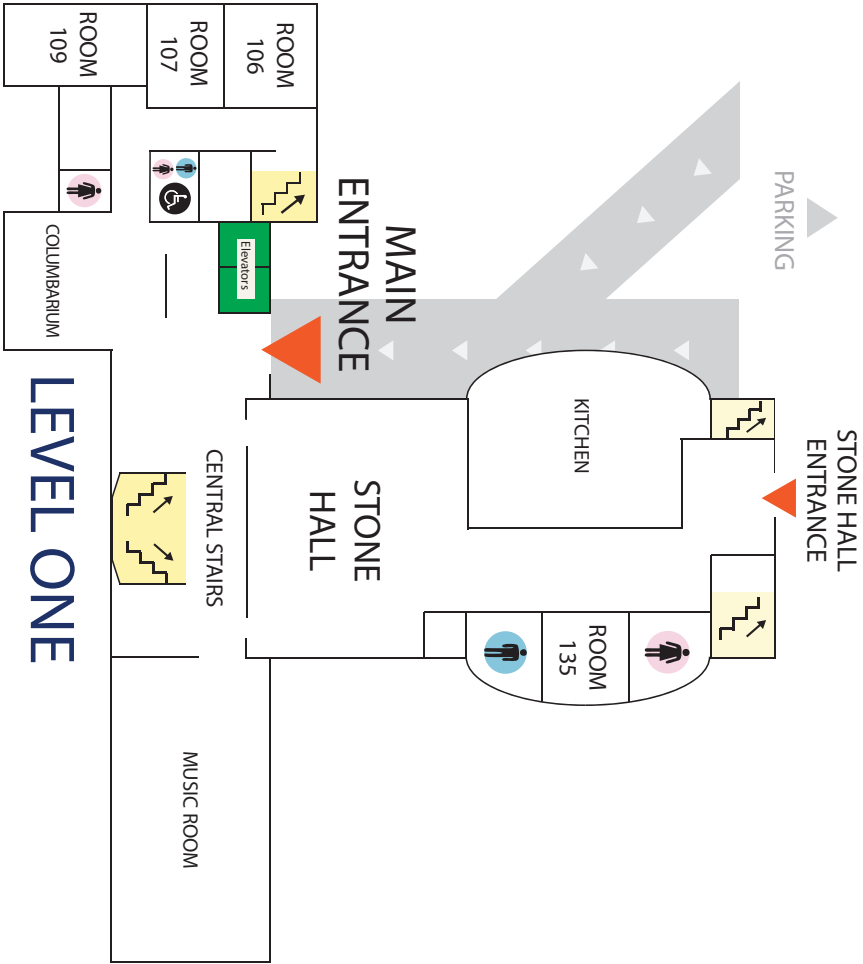 STONE HALL
ENTRANCE
PARKING
ROOM
135
KITCHEN
MAIN
ENTRANCE
STONE
HALL
ROOM
106
Elevators
CENTRAL STAIRS
ROOM
107
MUSIC ROOM
ROOM
109
COLUMBARIUM
LEVEL ONE